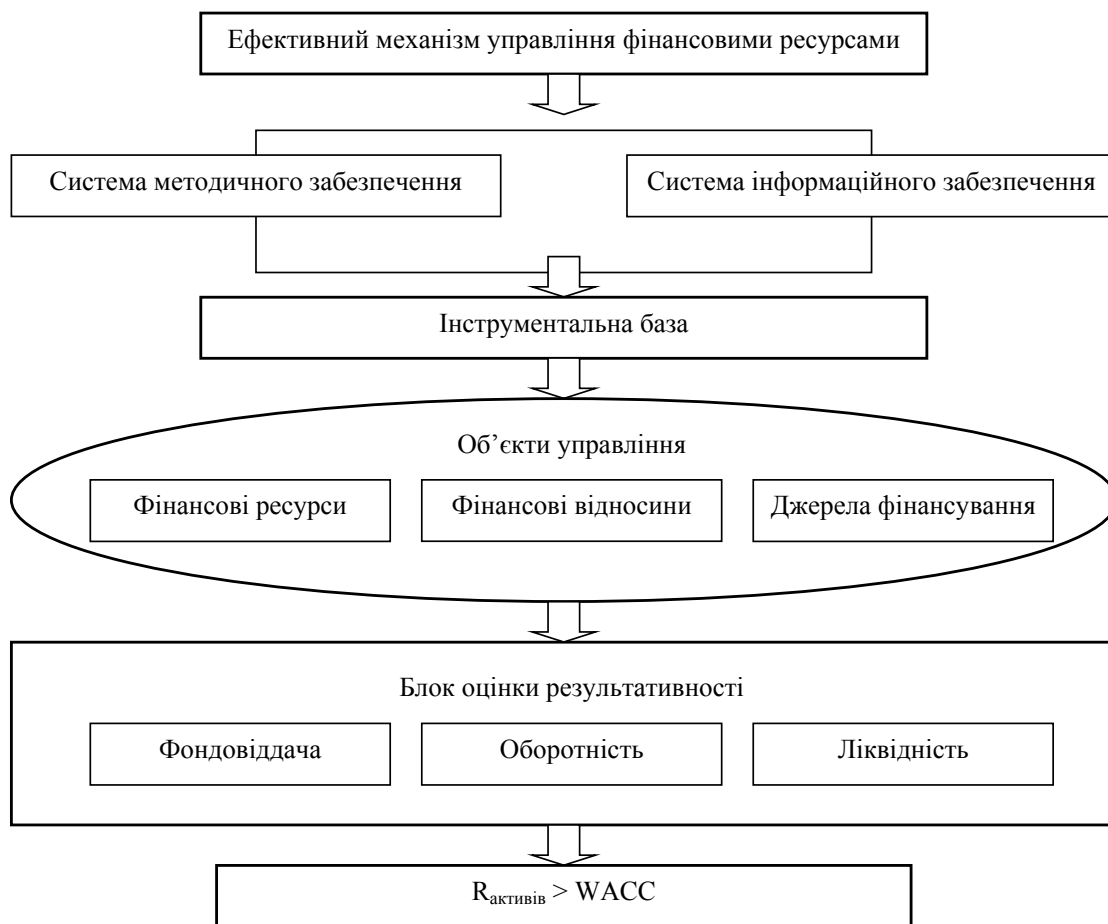 Ефективний механізм управління фінансовими ресурсами
Система методичного забезпечення
Система інформаційного забезпечення
Інструментальна база
Об’єкти управління
Фінансові ресурси
Фінансові відносини
Джерела фінансування
Блок оцінки результативності
Фондовіддача
Оборотність
Ліквідність
Rактивів > WACC